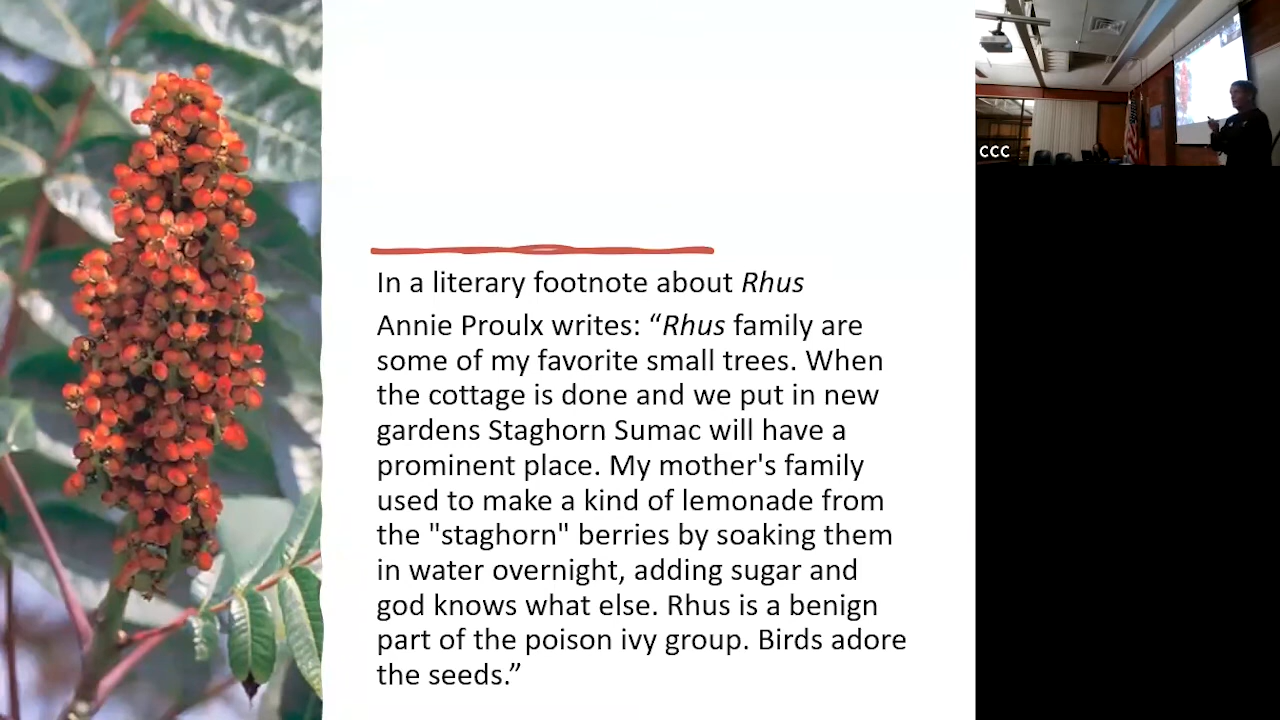 In a literary footnote about Rhus
Annie Proulx writes: “Rhus family are
some of my favorite small trees. When
the cottage is done and we put in new
gardens Staghorn Sumac will have a
prominent place. My mother's family
used to make a kind of lemonade from
the "staghorn" berries by soaking them
in water overnight, adding sugar and
god knows what else. Rhus is a benign
part of the poison ivy group. Birds adore
the seeds.”
CCC